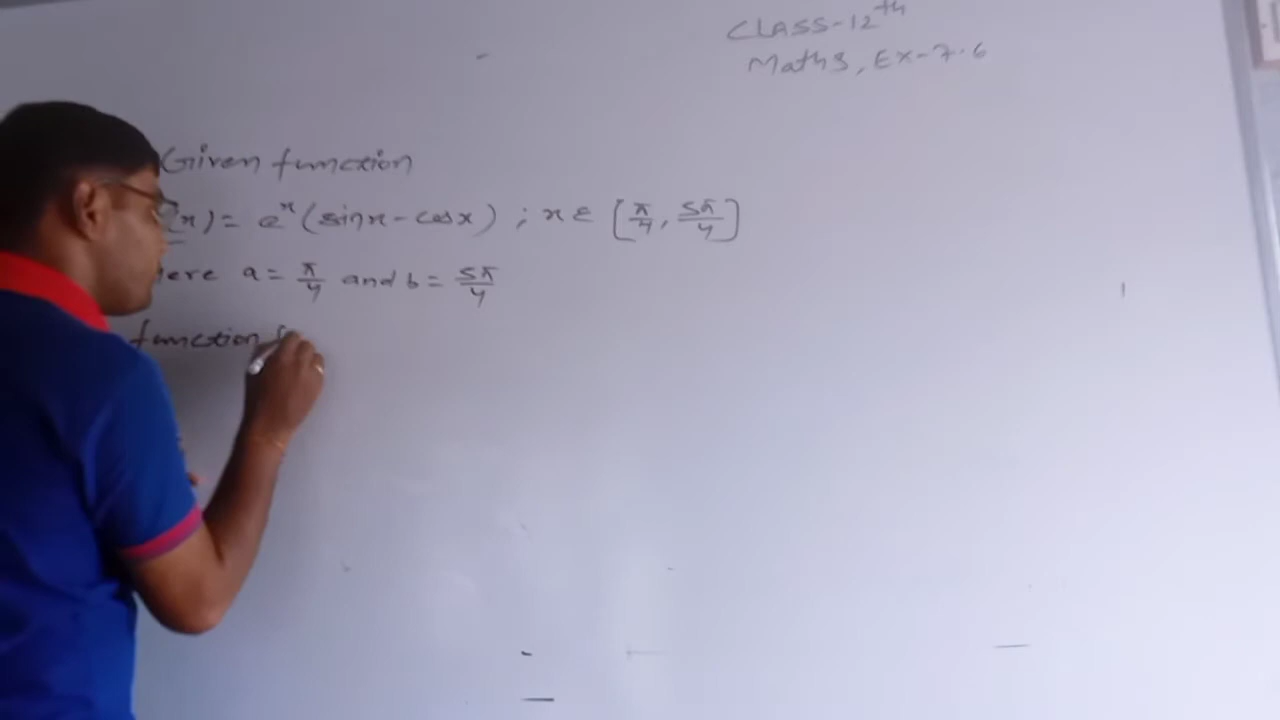 CLASS-12th
Maths, Ex-7.6
Given function
(x) = e^x (sinx - cosx) ; x ∈ [π/4, 5π/4]
ere a = π/4 and b = 5π/4
function f